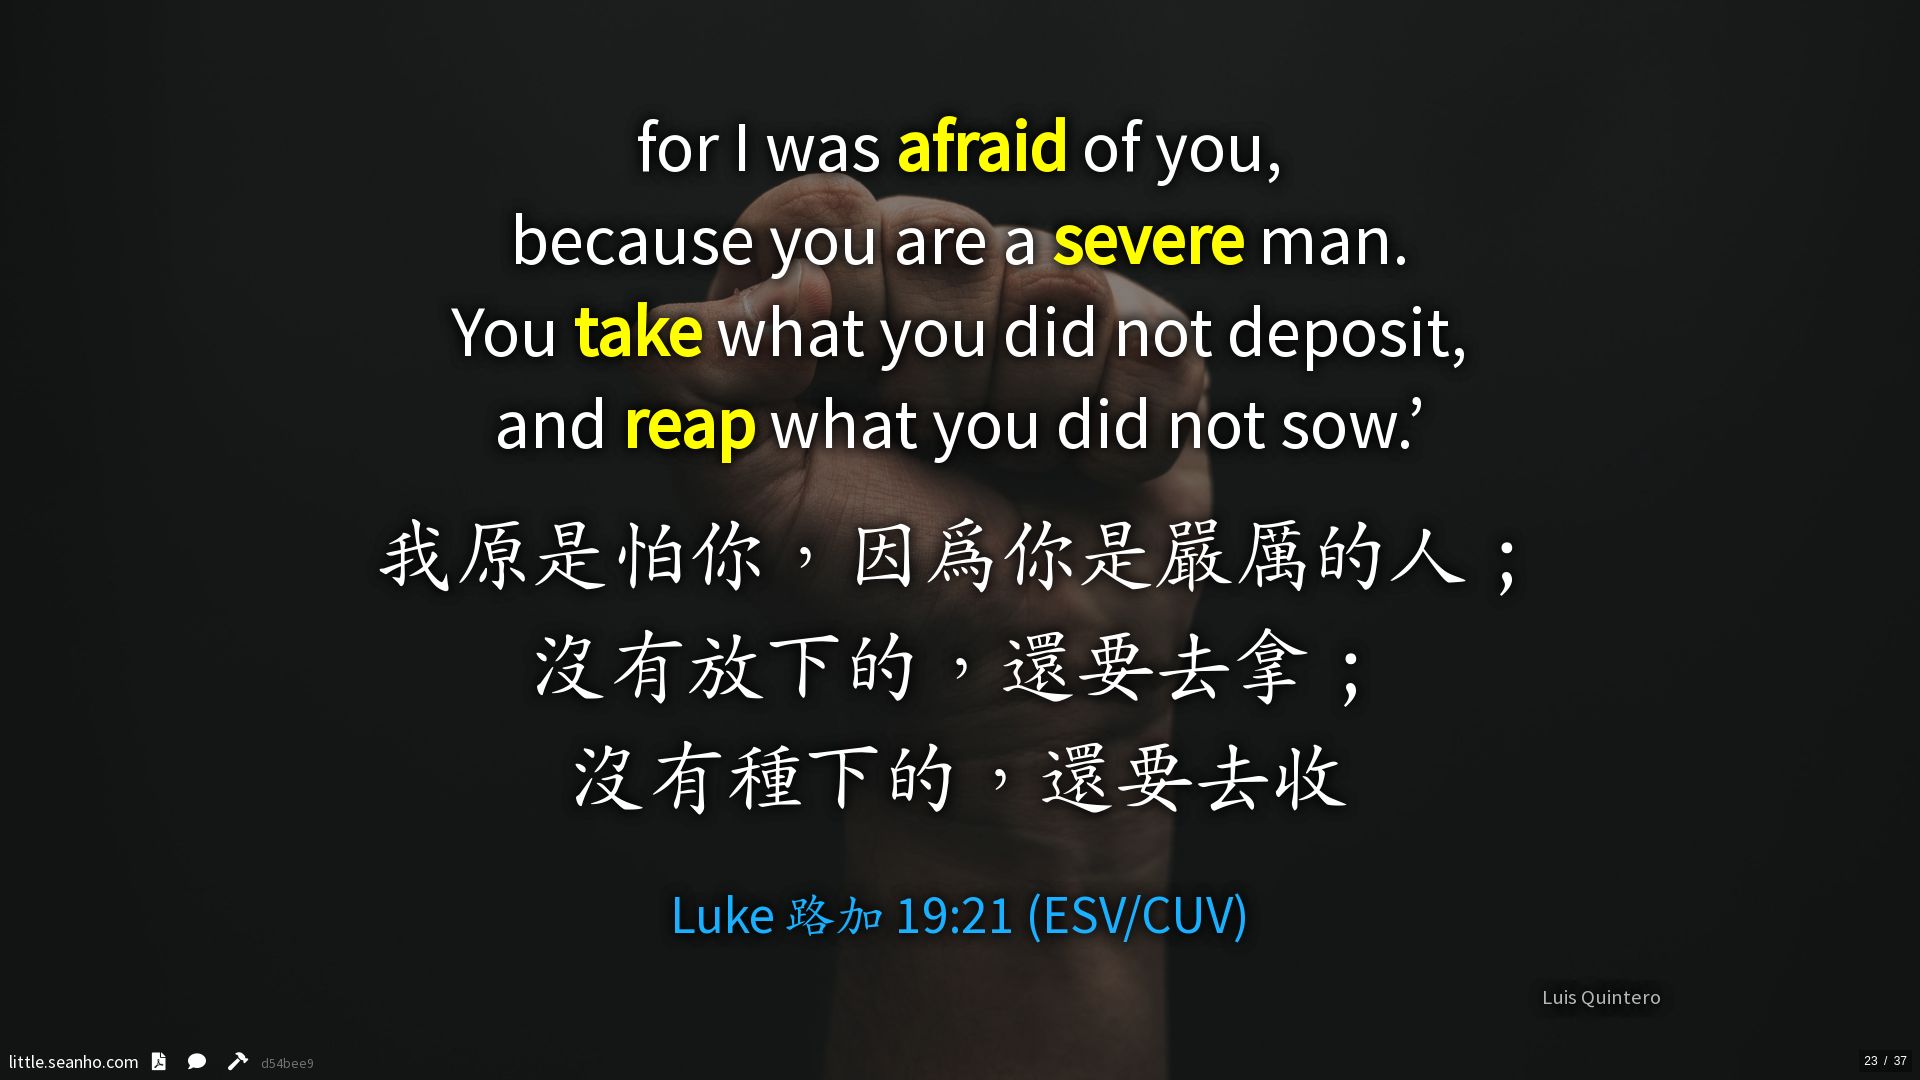 for I was afraid of you,
because you are a severe man.
You take what you did not deposit,
and reap what you did not sow.’
我原是怕你，因爲你是嚴厲的人；
沒有放下的，還要去拿；
沒有種下的，還要去收
Luke 路加 19:21 (ESV/CUV)
Luis Quintero
little.seanho.com d54bee9
23 / 37